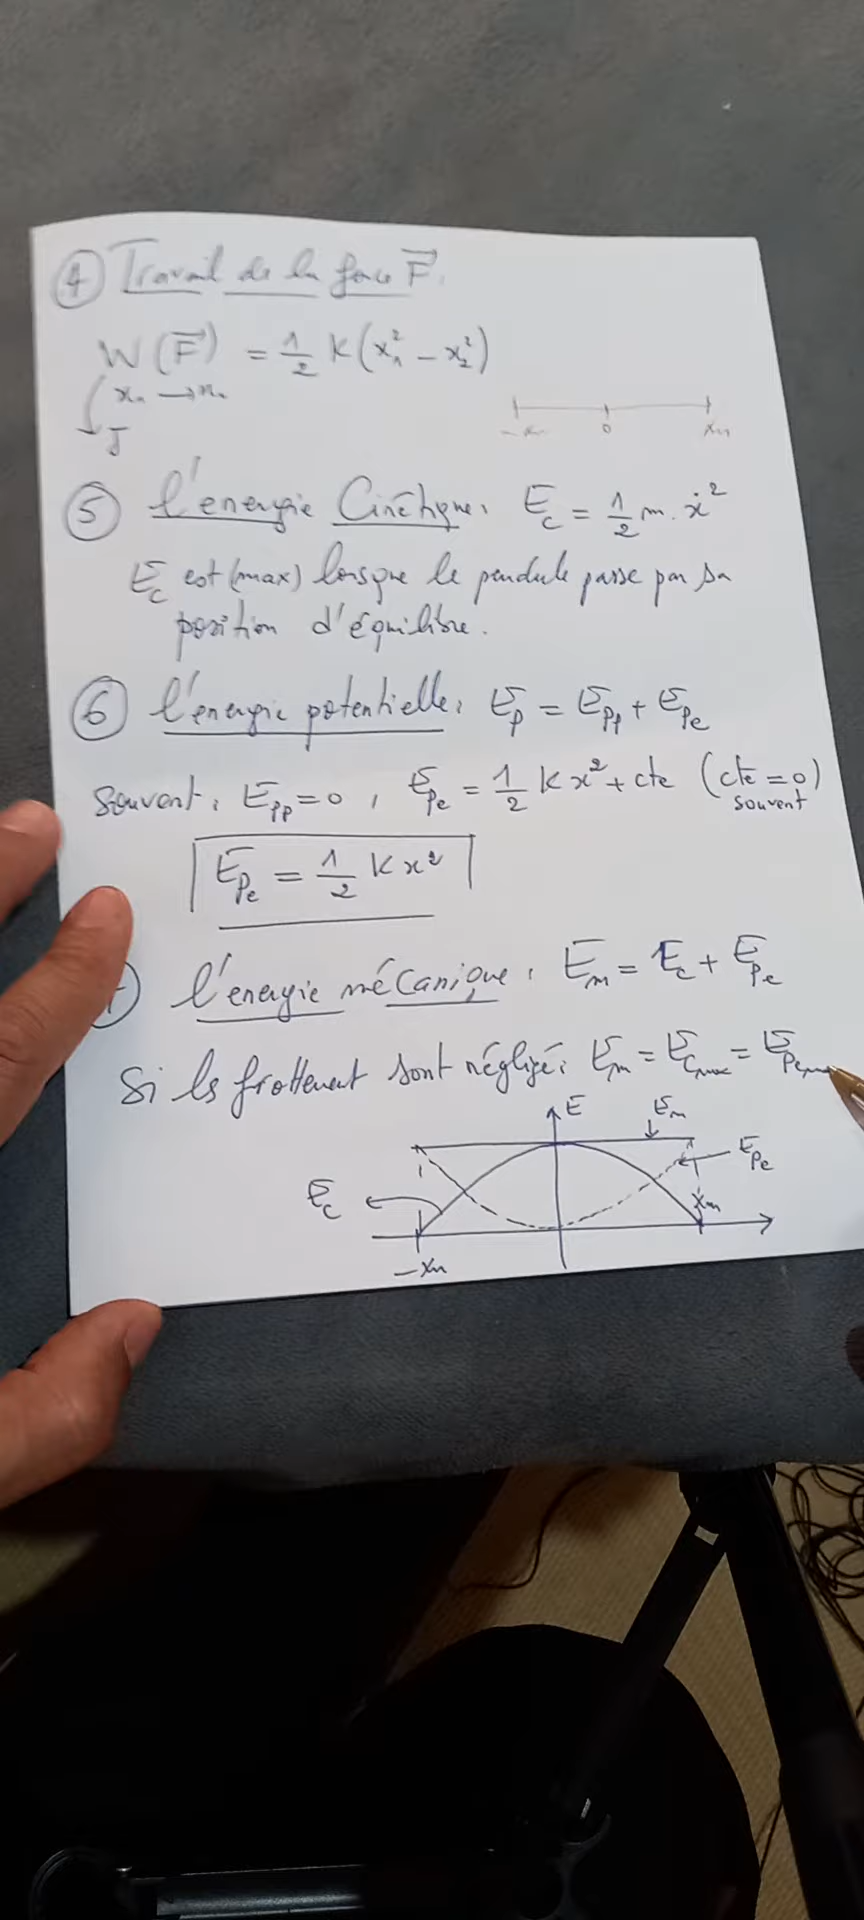 ④ Travail de la force F⃗.
W(F⃗) = 1/2 K(x₁² − x₂²)
x₁ → x₂
J
−xm 0 xm
⑤ l'energie Cinétique: Ec = 1/2 m.ẋ²
Ec est (max) lorsque le pendule passe par sa
position d'équilibre.
⑥ l'energie potentielle: Ep = Epp + Epe
Souvent: Epp = 0, Epe = 1/2 K x² + cte (cte = 0)
souvent
Epe = 1/2 K x²
l'energie mécanique: Em = Ec + Epe
Si ls frottement sont négligé: Em = Ecmax = Epemax
E Em
Epe
Ec
xm
−xm